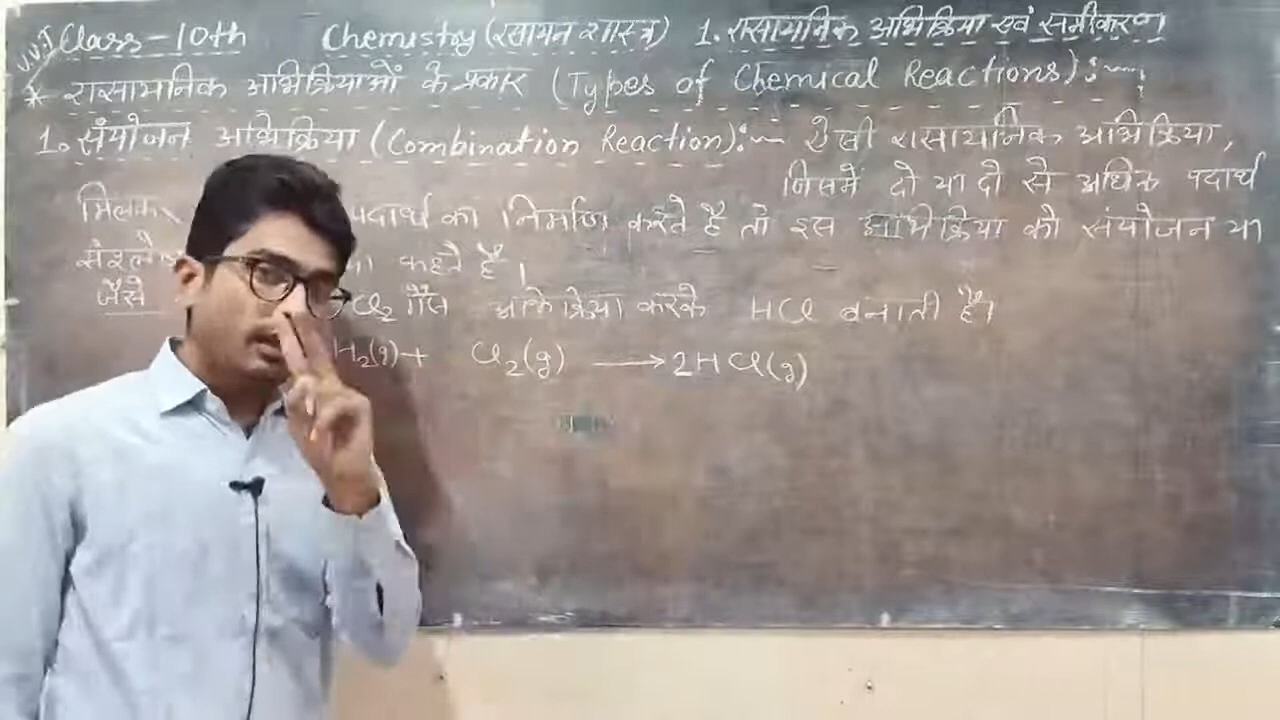 V.V.I Class-10th Chemistry (रसायन शास्त्र) 1. रासायनिक अभिक्रिया एवं समीकरण
* रासायनिक अभिक्रियाओं के प्रकार (Types of Chemical Reactions):-
1. संयोजन अभिक्रिया (Combination Reaction):- ऐसी रासायनिक अभिक्रिया,
जिसमें दो या दो से अधिक पदार्थ
मिलकर पदार्थ का निर्माण करते हैं तो इस अभिक्रिया को संयोजन या
कहते हैं।
जैसे Cl₂ गैस अभिक्रिया करके HCl बनाती है।
H₂(g) + Cl₂(g) ⟶ 2HCl(g)